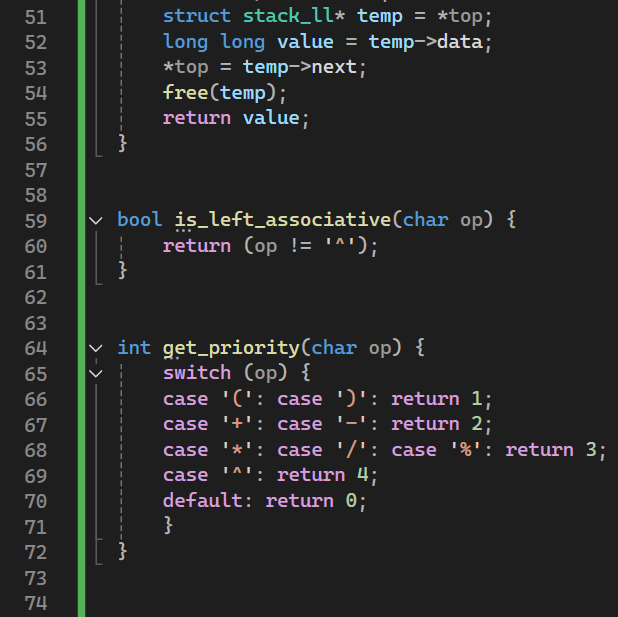 51 struct stack_ll* temp = *top;
52 long long value = temp->data;
53 *top = temp->next;
54 free(temp);
55 return value;
56 }
57
58
59 bool is_left_associative(char op) {
60 return (op != '^');
61 }
62
63
64 int get_priority(char op) {
65 switch (op) {
66 case '(': case ')': return 1;
67 case '+': case '-': return 2;
68 case '*': case '/': case '%': return 3;
69 case '^': return 4;
70 default: return 0;
71 }
72 }
73
74